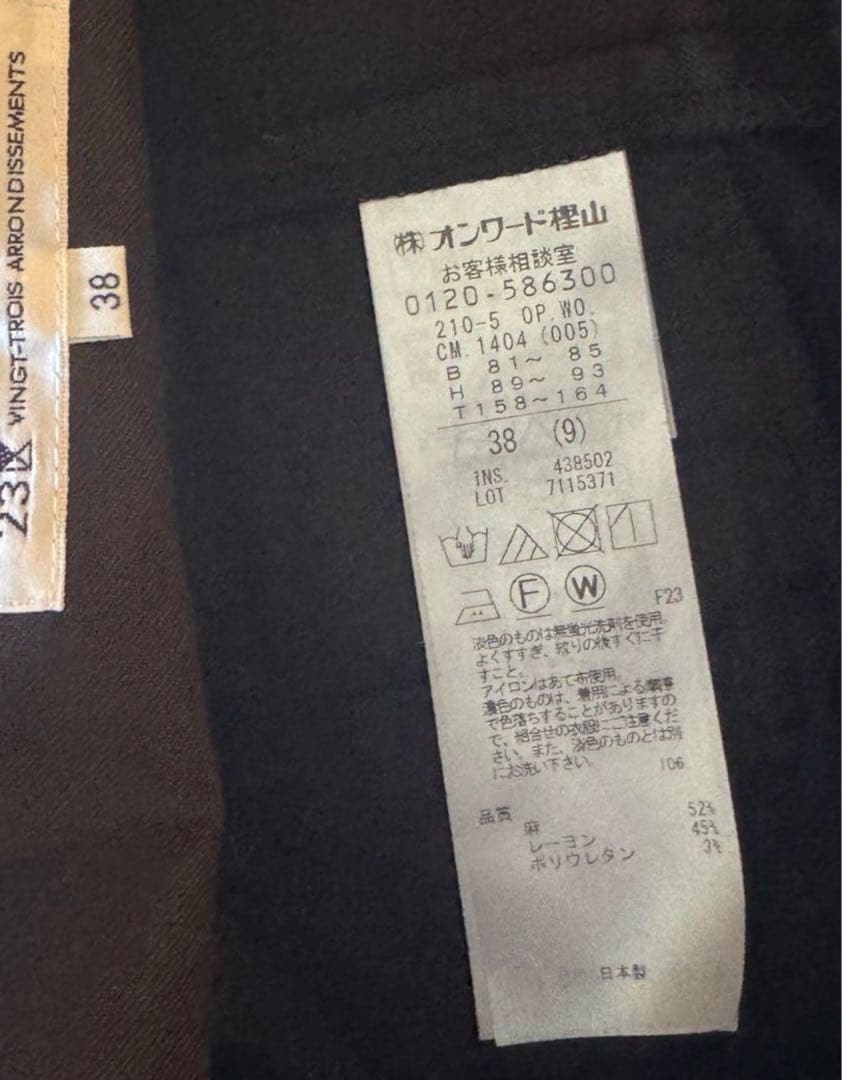 23区 VINGT-TROIS ARRONDISSEMENTS
38
(株)オンワード樫山
お客様相談室
0120-586300
210-5 OP.WO.
CM.1404 (005)
B 81~ 85
H 89~ 93
T158~164
38 (9)
INS. 438502
LOT 7115371
F W
F23
淡色のものは無蛍光洗剤を使用
よくすすぎ、絞りの後すぐに干
すこと。
アイロンはあて布使用
濃色のものは、着用による摩擦
で色落ちすることがありますの
で、組合せの衣服にご注意くだ
さい。また、淡色のものとは別
にお洗い下さい。 106
品質
麻 52%
レーヨン 45%
ポリウレタン 3%
日本製